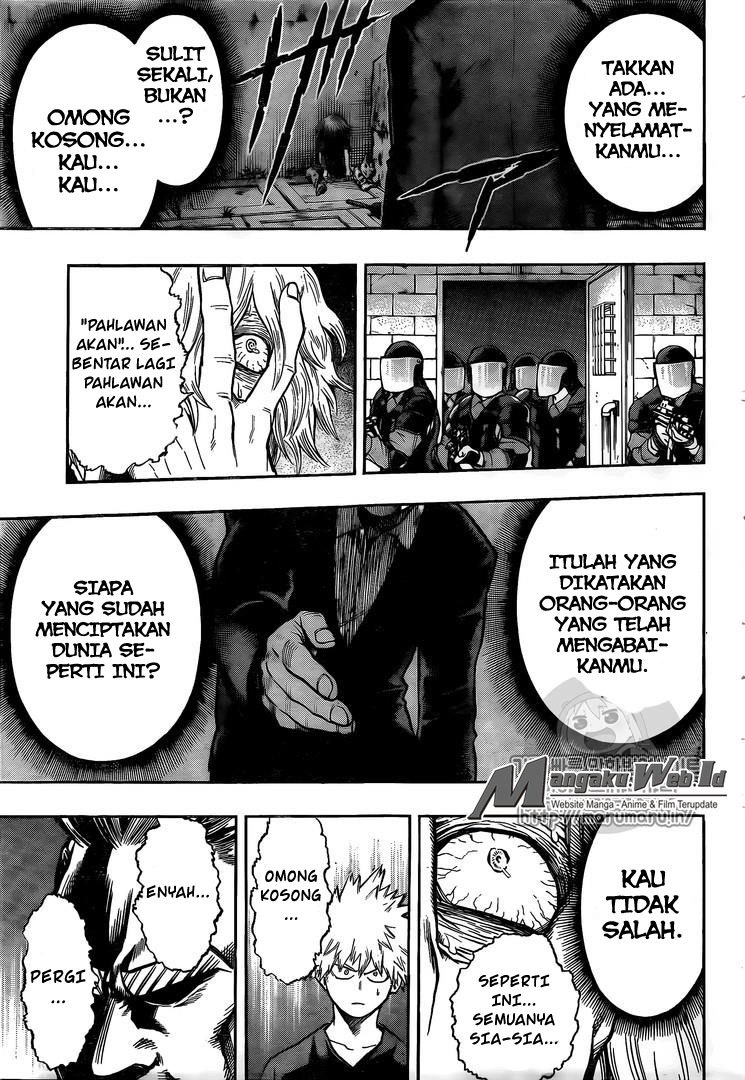 TAKKAN
ADA...
YANG ME-
NYELAMAT-
KANMU...
SULIT
SEKALI,
BUKAN
...?
OMONG
KOSONG...
KAU...
KAU...
"PAHLAWAN
AKAN"... SE-
BENTAR LAGI
PAHLAWAN
AKAN...
ITULAH YANG
DIKATAKAN
ORANG-ORANG
YANG TELAH
MENGABAI-
KANMU.
SIAPA
YANG SUDAH
MENCIPTAKAN
DUNIA SE-
PERTI INI?
Mangaku.Web.Id
Website Manga - Anime & Film Terupdate
http://marumaru.in/
KAU
TIDAK
SALAH.
SEPERTI
INI...
SEMUANYA
SIA-SIA...
OMONG
KOSONG
...
ENYAH...
PERGI
...